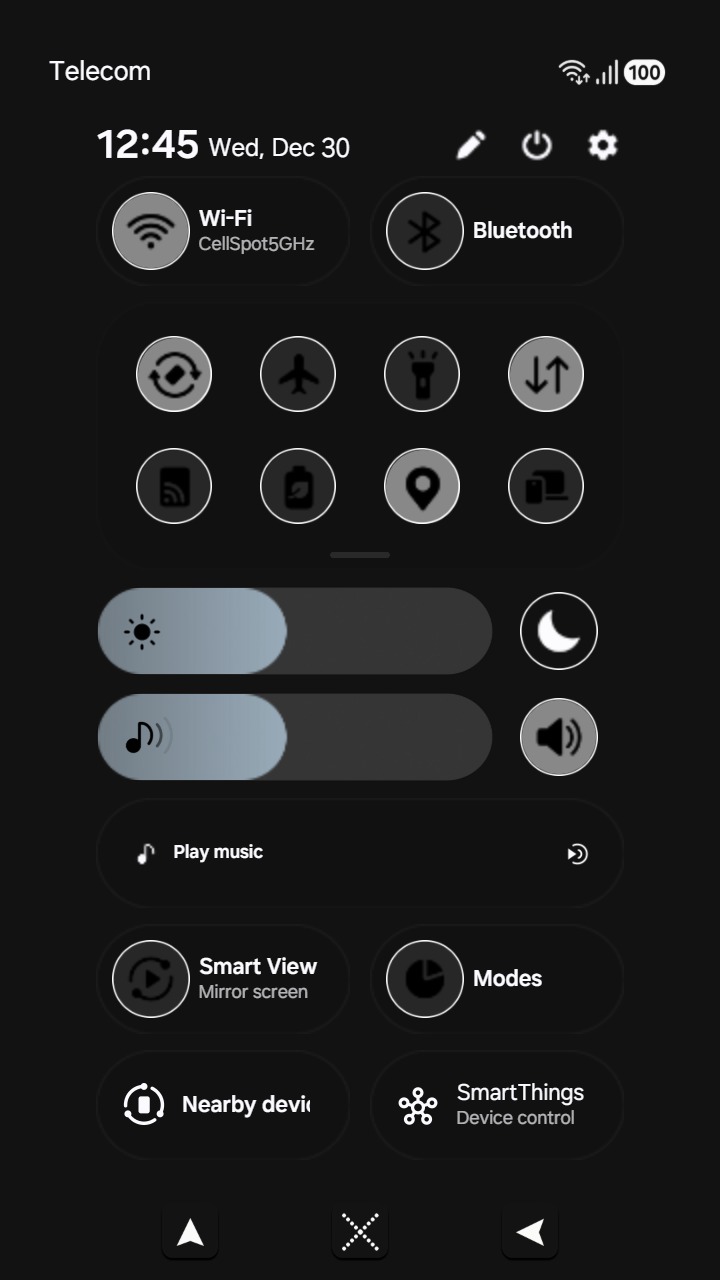 Telecom
100
12:45 Wed, Dec 30
Wi-Fi
CellSpot5GHz
Bluetooth
Play music
Smart View
Mirror screen
Modes
Nearby
SmartThings
Device control